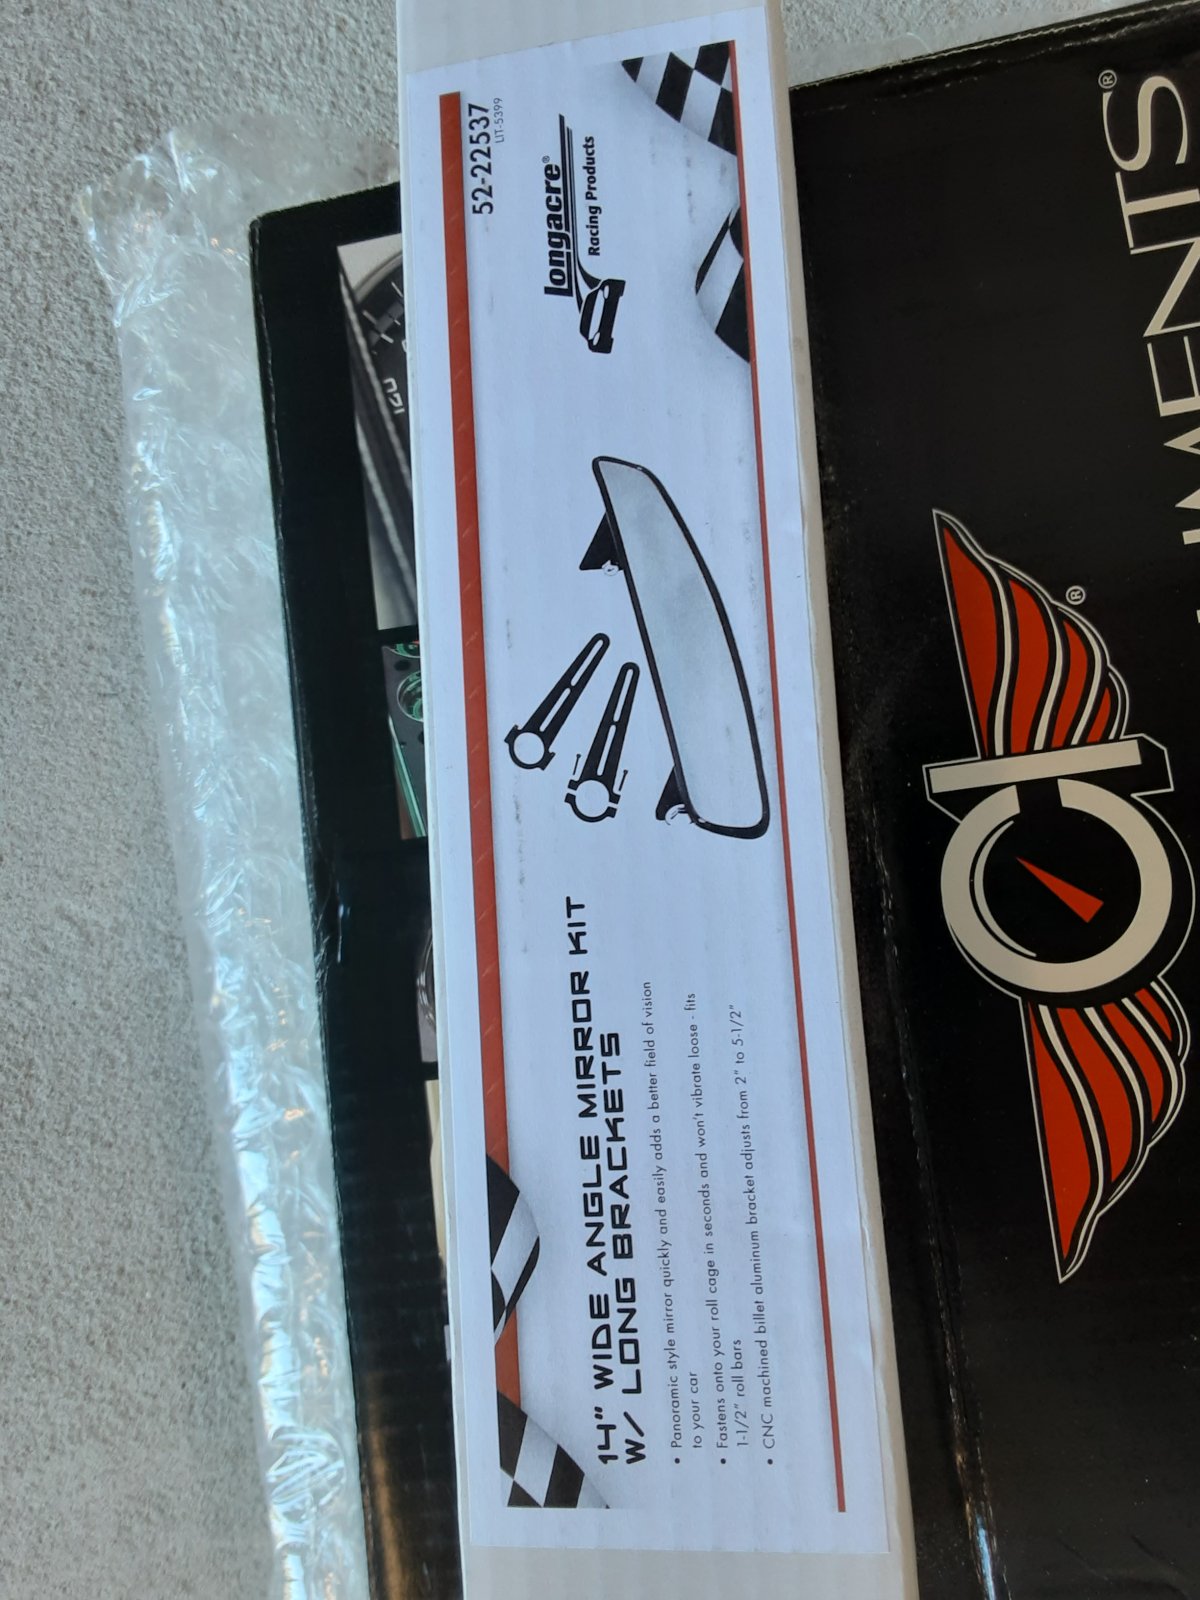 52-22537
LIT-5399
Longacre®
Racing Products
14" WIDE ANGLE MIRROR KIT
W/ LONG BRACKETS
• Panoramic style mirror quickly and easily adds a better field of vision
to your car
• Fastens onto your roll cage in seconds and won't vibrate loose - fits
1-1/2" roll bars
• CNC machined billet aluminum bracket adjusts from 2" to 5-1/2"
®
®